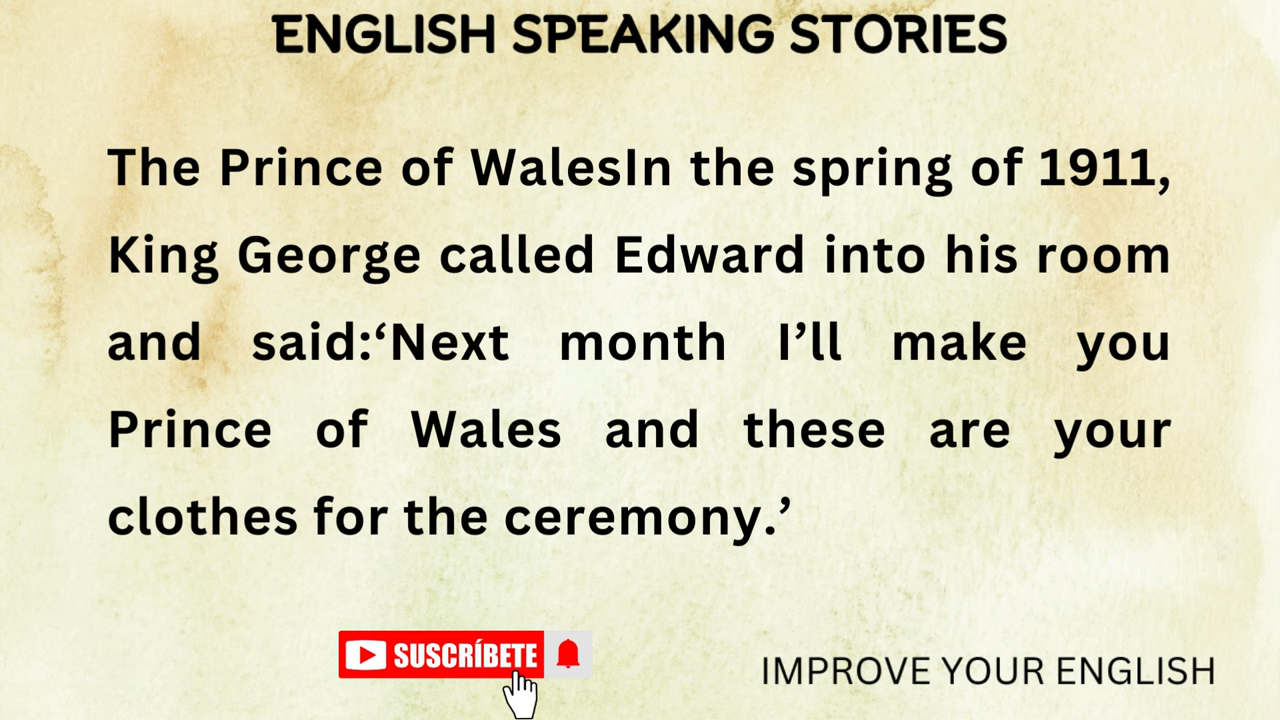 ENGLISH SPEAKING STORIES
The Prince of WalesIn the spring of 1911,
King George called Edward into his room
and said:‘Next month I’ll make you
Prince of Wales and these are your
clothes for the ceremony.’
SUSCRÍBETE
IMPROVE YOUR ENGLISH